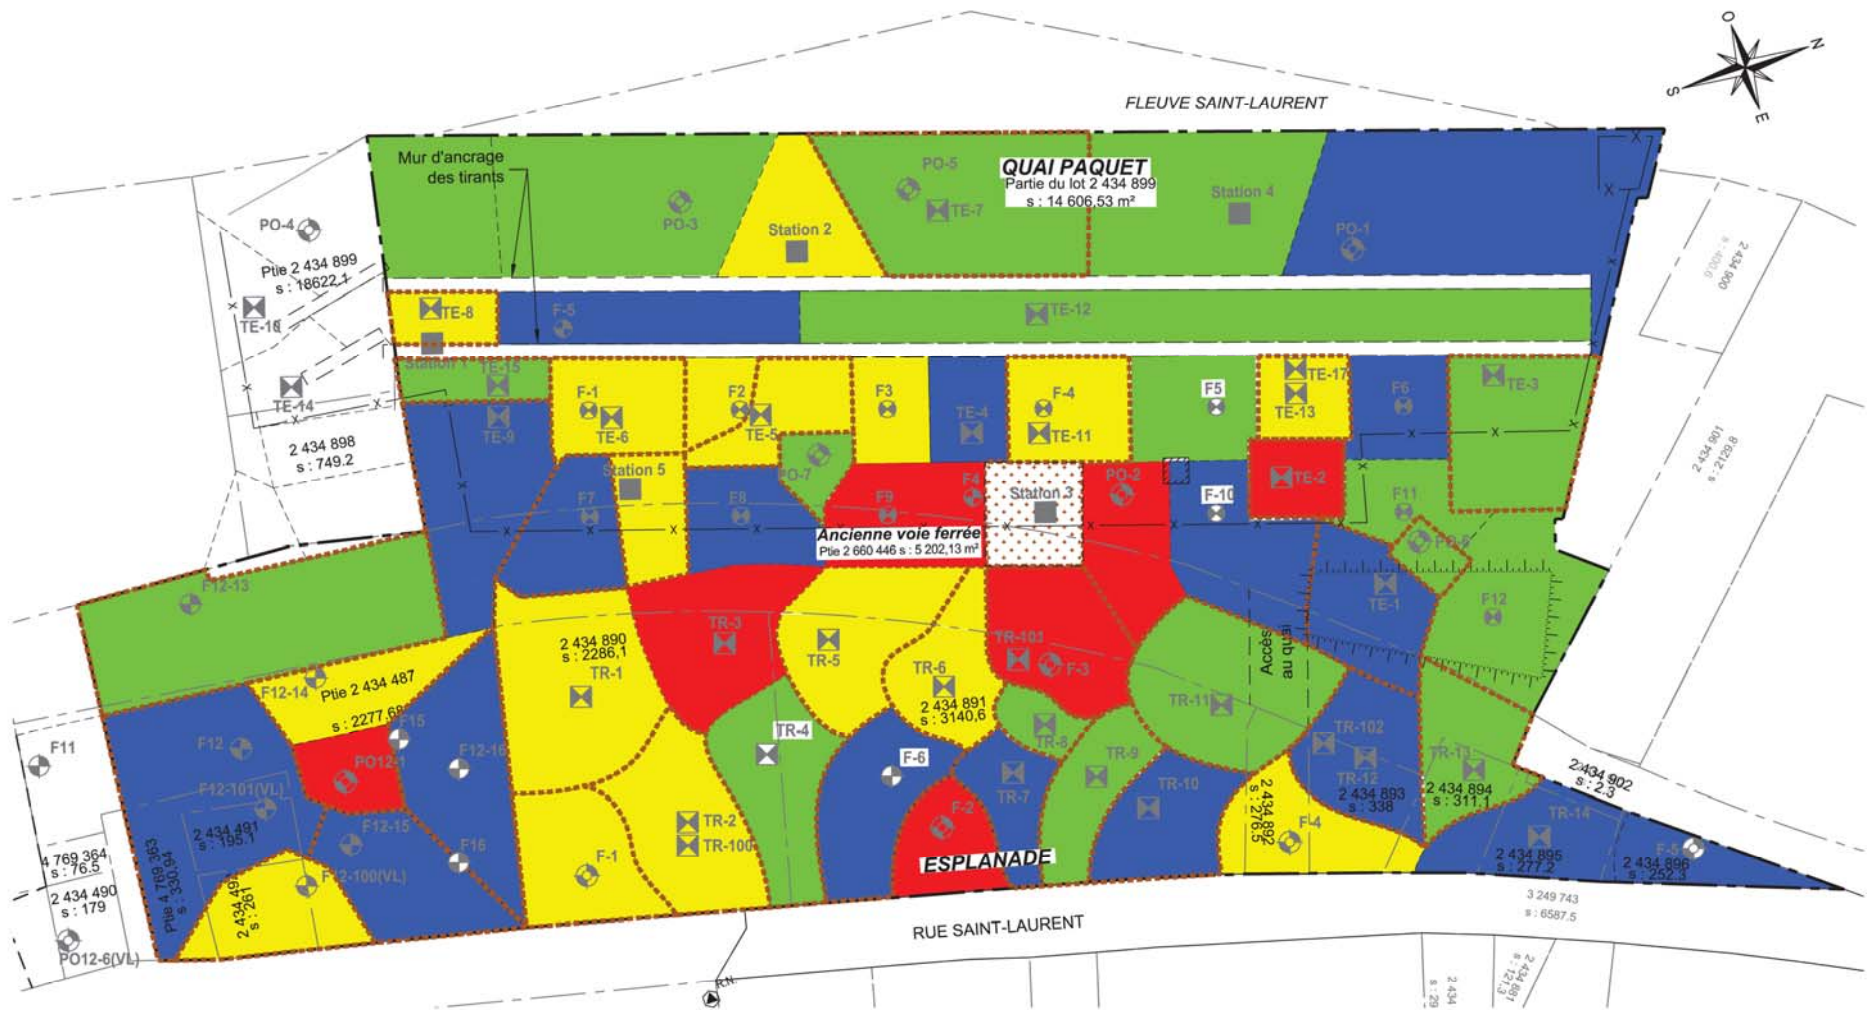 O
N
S
E
FLEUVE SAINT-LAURENT
Mur d'ancrage
des tirants
QUAI PAQUET
Partie du lot 2 434 899
s : 14 606,53 m²
PO-5
TE-7
Station 4
PO-3
Station 2
PO-1
PO-4
Ptie 2 434 899
s : 18622,1
2 434 900
s : 400.6
TE-8
F-5
TE-12
Station 1
TE-14
TE-15
TE-9
F-1
TE-6
F2
TE-5
F3
TE-4
F-4
TE-11
F5
TE-17
TE-13
F6
TE-3
2 434 898
s : 749.2
2 434 901
s : 2129.8
Station 5
F7
F8
PO-7
F9
F4
Station 3
PO-2
F-10
TE-2
F11
PO-6
Ancienne voie ferrée
Ptie 2 660 446 s : 5 202,13 m²
F12-13
TE-1
F12
2 434 890
s : 2286,1
TR-1
TR-3
TR-5
TR-6
2 434 891
s : 3140,6
TR-101
F-3
Accès
au quai
F12-14
Ptie 2 434 487
s : 2277,68
F15
F11
F12
PO12-1
F12-16
TR-4
F-6
TR-8
TR-9
TR-11
TR-102
TR-12
TR-13
2 434 902
s : 2.3
F12-101(VL)
2 434 491
s : 195.1
F12-15
F16
TR-2
TR-100
F-2
TR-7
TR-10
2 434 892
s : 276.5
F-4
2 434 893
s : 338
2 434 894
s : 311.1
TR-14
2 434 895
s : 277.2
2 434 896
s : 252.3
F-5
4 769 364
s : 76.5
2 434 490
s : 179
Ptie 4 769 363
s : 330,94
s : 261
F12-100(VL)
F-1
ESPLANADE
PO12-6(VL)
RUE SAINT-LAURENT
3 249 743
s : 6587.5
R.N.
2 434
s : 29
2 434 881
s : 121.3